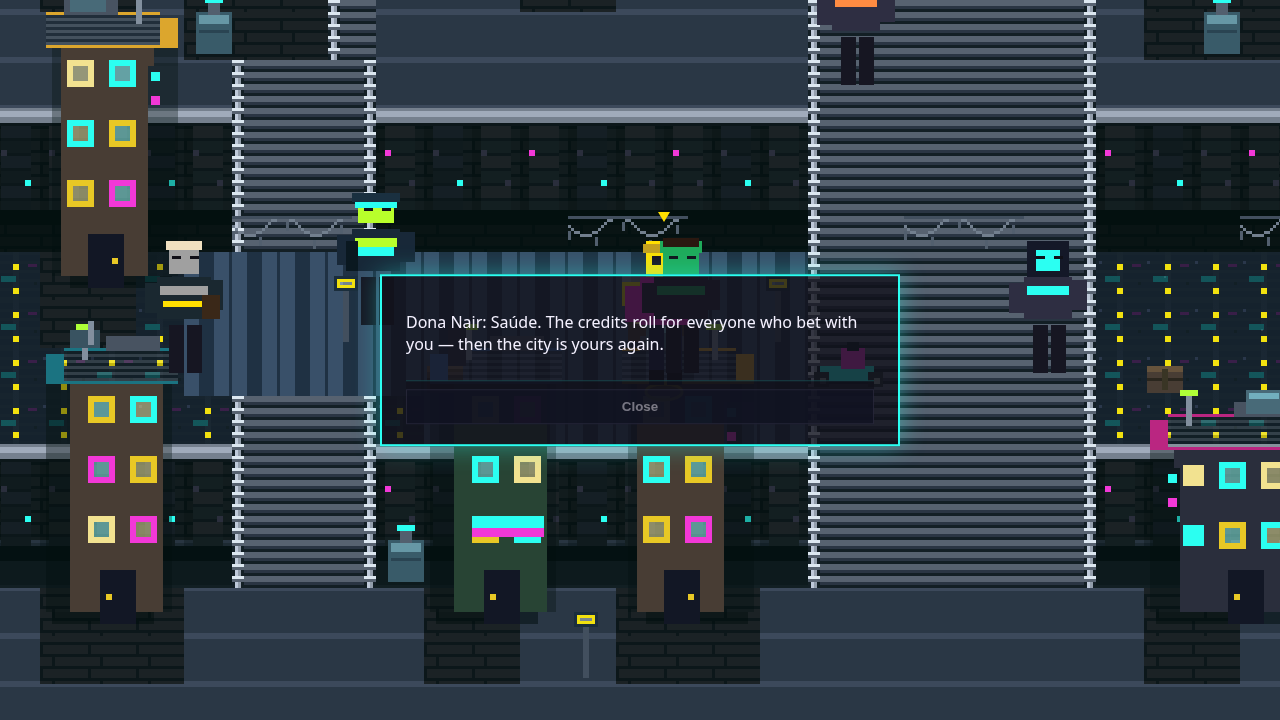 Dona Nair: Saúde. The credits roll for everyone who bet with
you — then the city is yours again.
Close